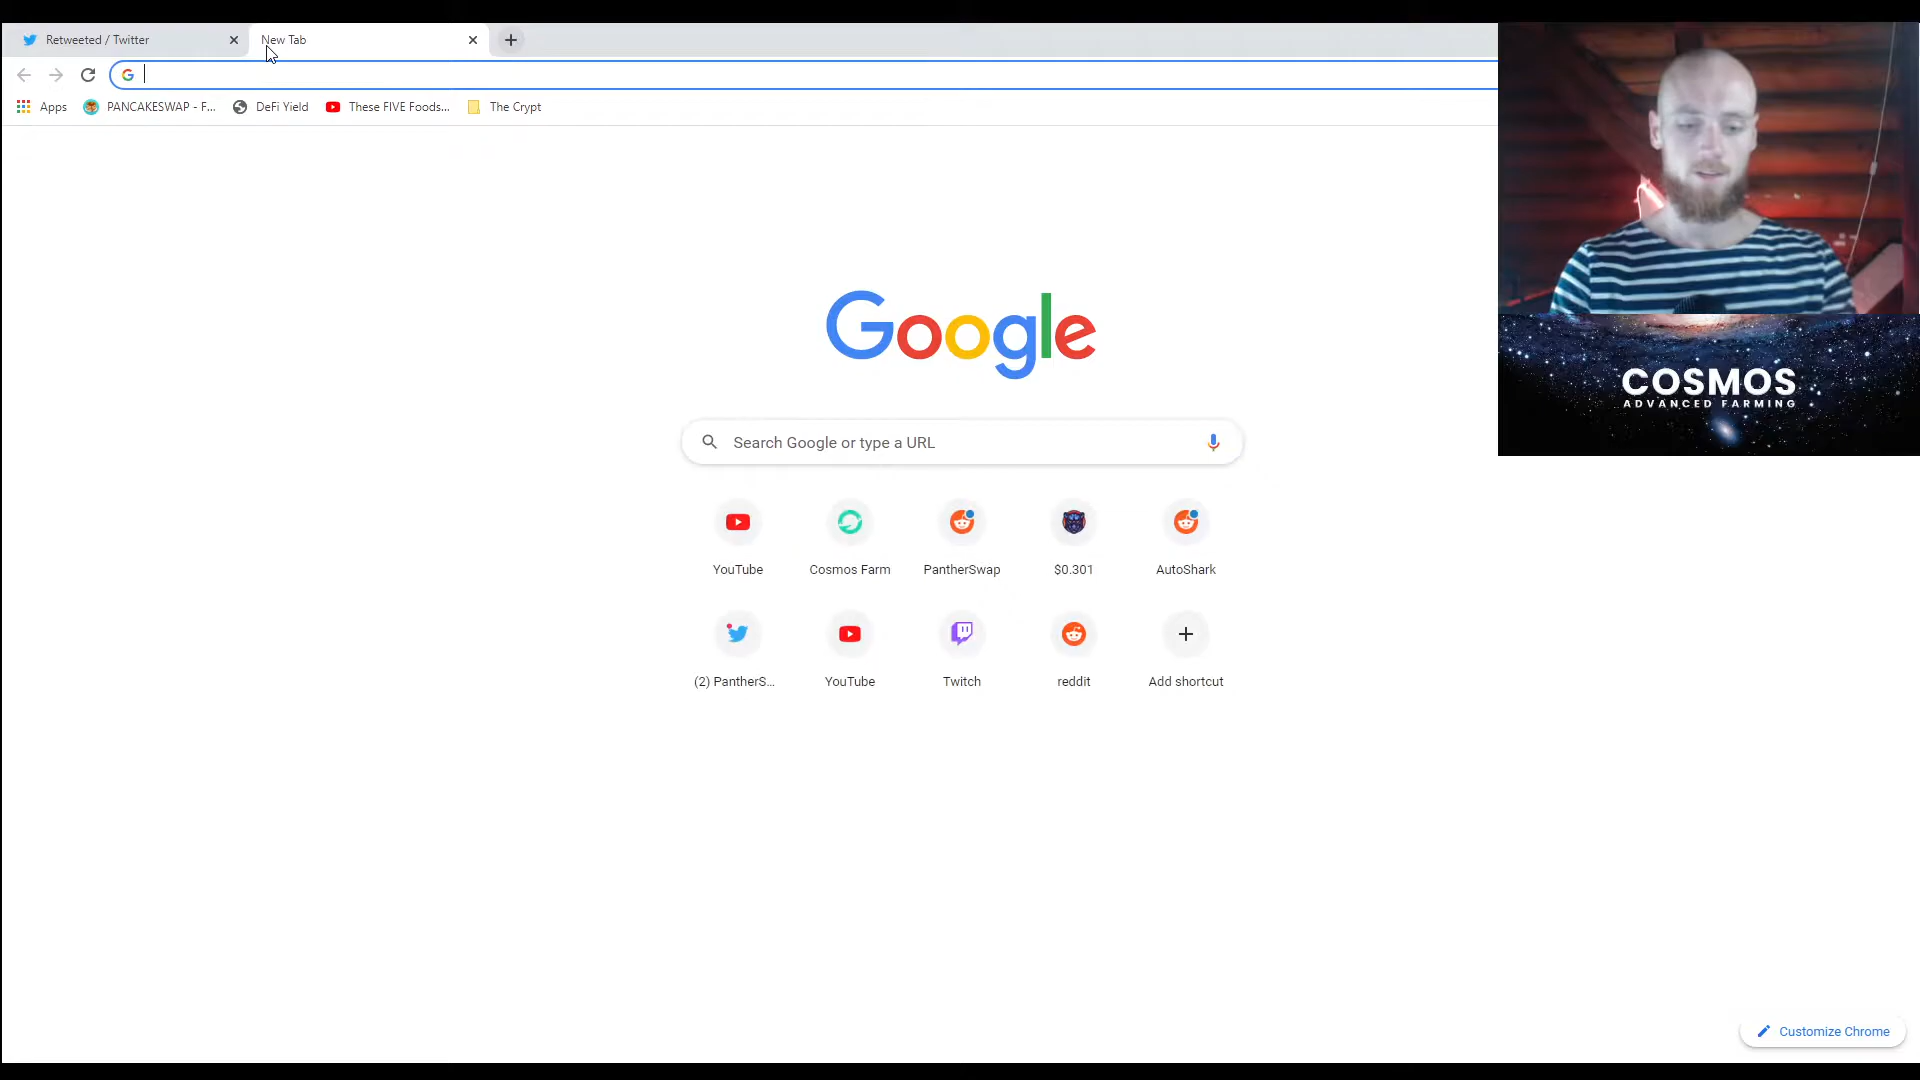 Retweeted / Twitter
New Tab
Apps
PANCAKESWAP - F...
DeFi Yield
These FIVE Foods...
The Crypt
COSMOS
ADVANCED FARMING
Google
Search Google or type a URL
YouTube
Cosmos Farm
PantherSwap
$0.301
AutoShark
(2) PantherS...
YouTube
Twitch
reddit
Add shortcut
Customize Chrome